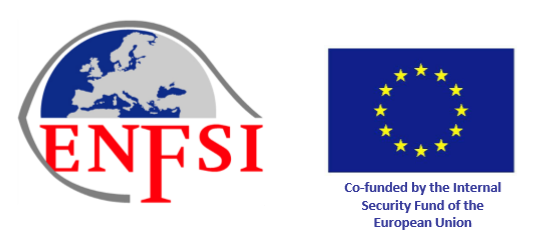 ENFSI
Co-funded by the Internal
Security Fund of the
European Union